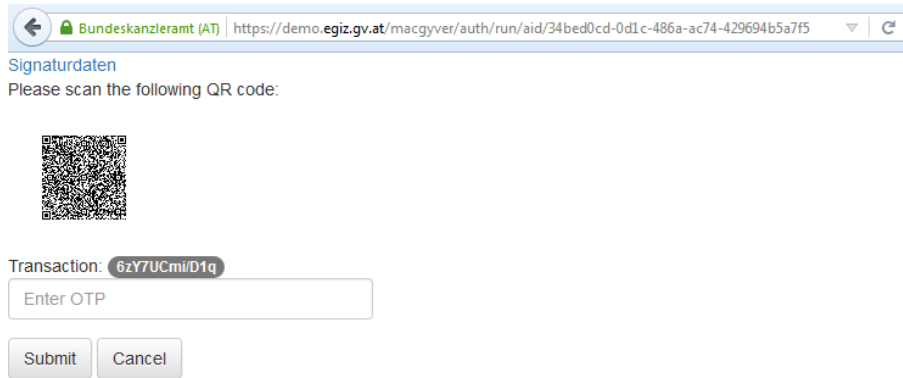 Bundeskanzleramt (AT) https://demo.egiz.gv.at/macgyver/auth/run/aid/34bed0cd-0d1c-486a-ac74-429694b5a7f5
Signaturdaten
Please scan the following QR code:
Transaction: 6zY7UCmi/D1q
Enter OTP
Submit Cancel